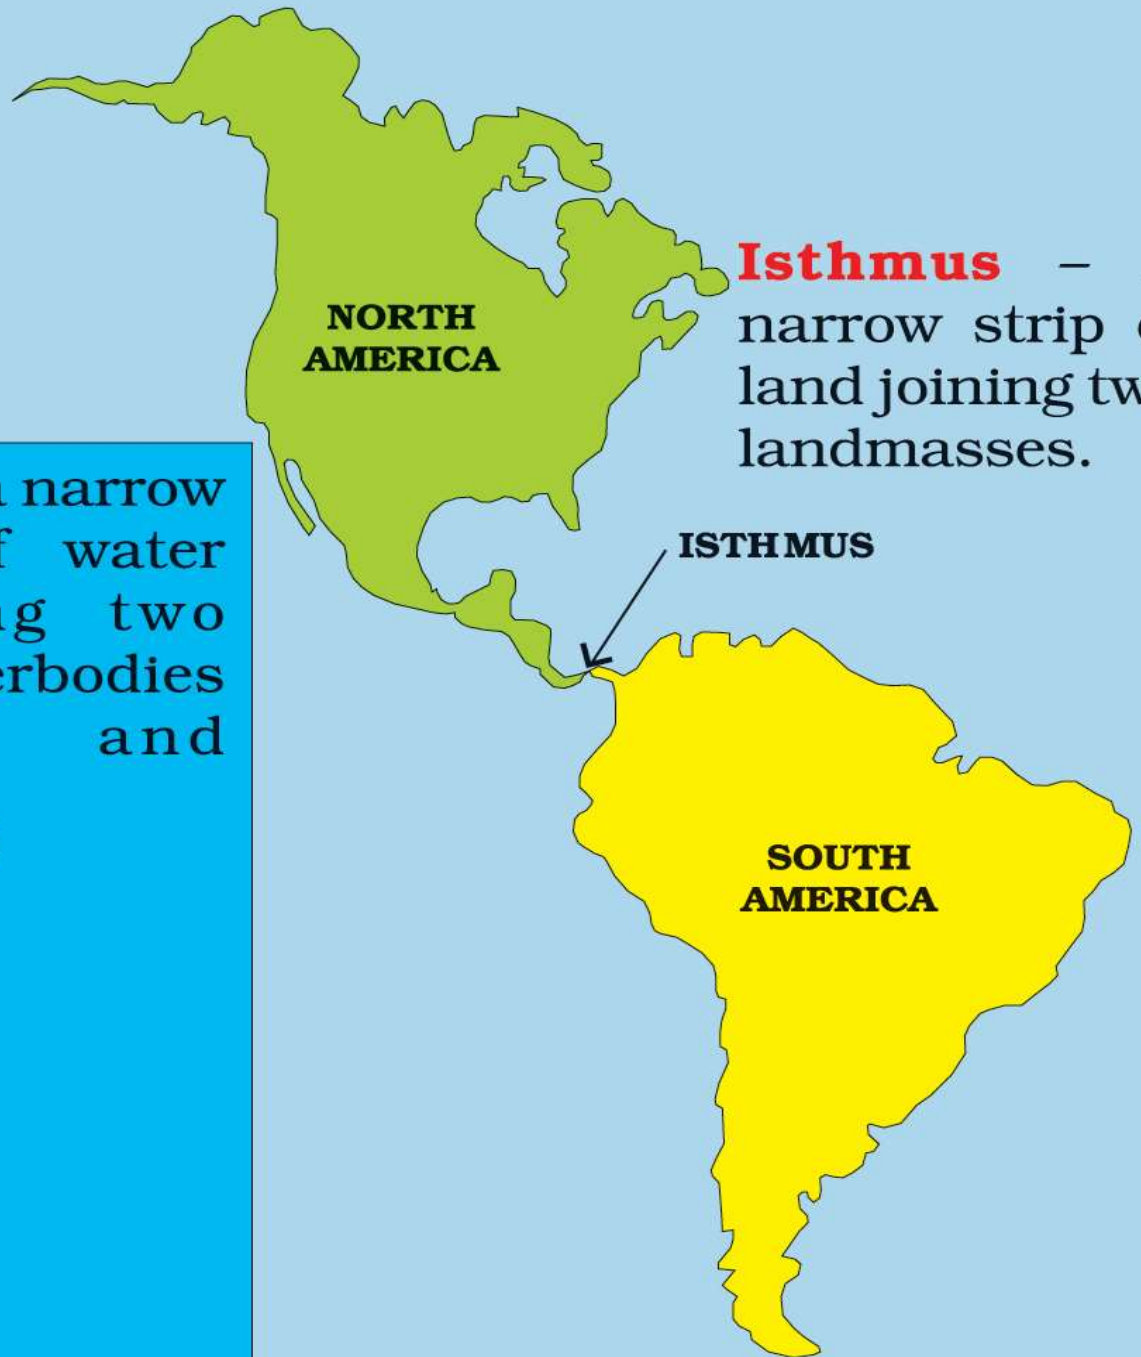 NORTH
AMERICA
Isthmus –
narrow strip
land joining
landmasses.
narrow
water
two
and
ISTHMUS
SOUTH
AMERICA